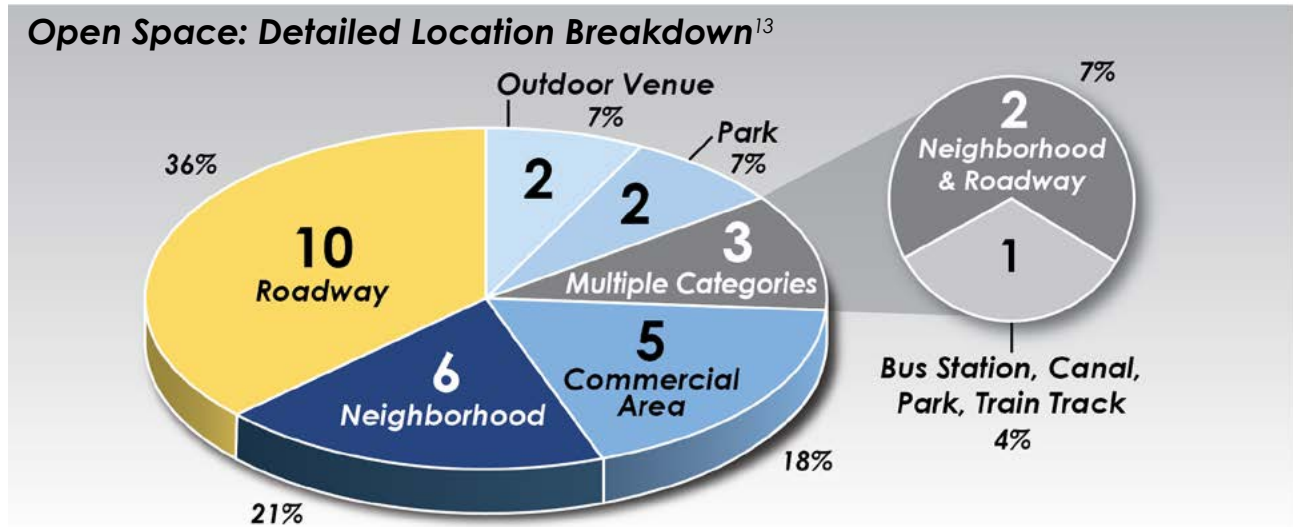 Open Space: Detailed Location Breakdown13
Outdoor Venue
7%
2
Park
7%
2
3
Multiple Categories
7%
2
Neighborhood
& Roadway
1
Bus Station, Canal,
Park, Train Track
4%
5
Commercial
Area
18%
6
Neighborhood
21%
10
Roadway
36%